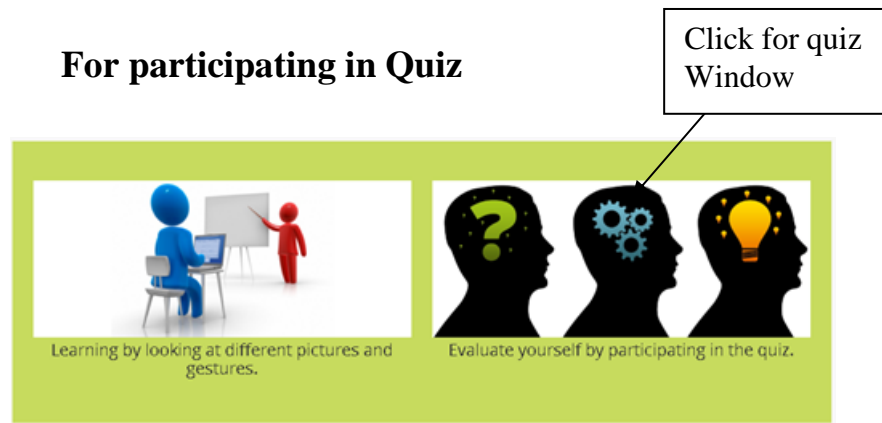 For participating in Quiz
Click for quiz
Window
Learning by looking at different pictures and
gestures.
Evaluate yourself by participating in the quiz.